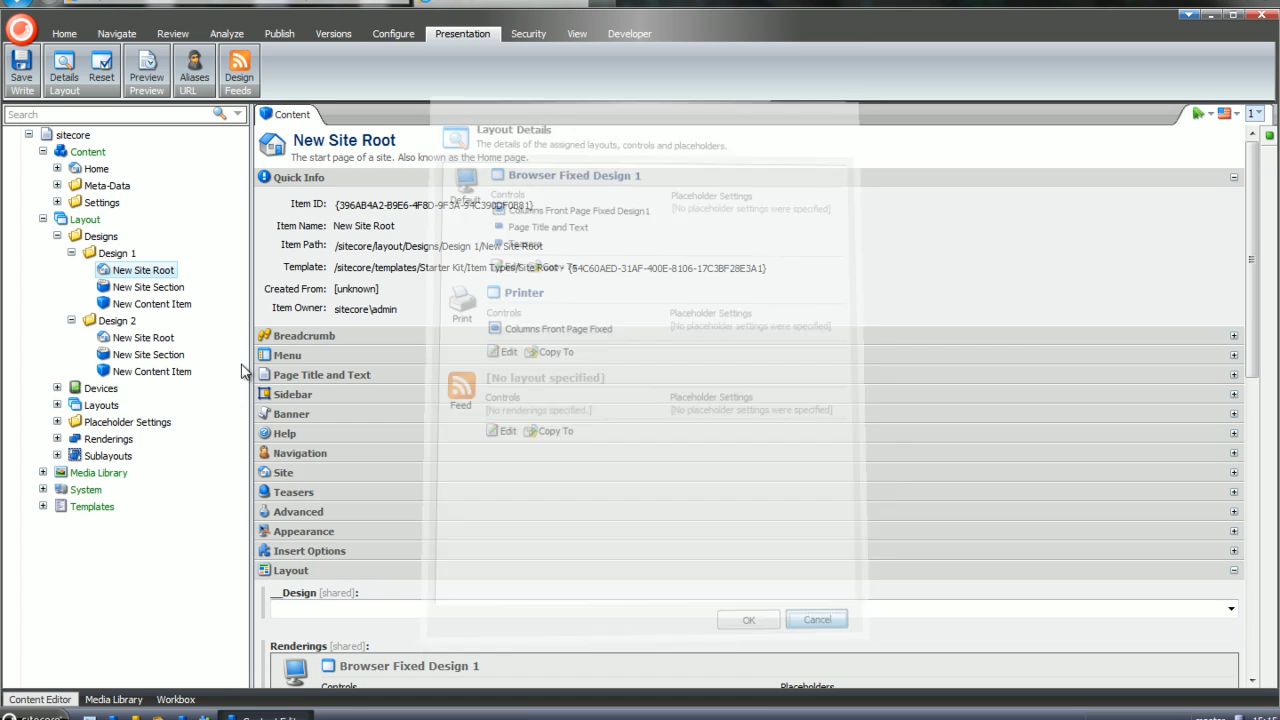 Home Navigate Review Analyze Publish Versions Configure Presentation Security View Developer
Save Details Reset Preview Aliases Design
Write Layout Preview URL Feeds
Search
Content
1
sitecore
Content
Home
Meta-Data
Settings
Layout
Designs
Design 1
New Site Root
New Site Section
New Content Item
Design 2
New Site Root
New Site Section
New Content Item
Devices
Layouts
Placeholder Settings
Renderings
Sublayouts
Media Library
System
Templates
New Site Root
The start page of a site. Also known as the Home page.
Quick Info
Item ID: {396AB4A2-B9E6-4F8D-9F3A-94C390DF0B81}
Item Name: New Site Root
Item Path: /sitecore/layout/Designs/Design 1/New Site Root
Template: /sitecore/templates/Starter Kit/Item Types/Site Root - {54C60AED-31AF-400E-8106-17C3BF28E3A1}
Created From: [unknown]
Item Owner: sitecore\admin
Breadcrumb
Menu
Page Title and Text
Sidebar
Banner
Help
Navigation
Site
Teasers
Advanced
Appearance
Insert Options
Layout
__Design [shared]:
Renderings [shared]:
Browser Fixed Design 1
Controls Placeholders
Layout Details
The details of the assigned layouts, controls and placeholders.
Default
Browser Fixed Design 1
Controls Placeholder Settings
Columns Front Page Fixed Design1 [No placeholder settings were specified]
Page Title and Text
Edit Copy To
Print
Printer
Controls Placeholder Settings
Columns Front Page Fixed [No placeholder settings were specified]
Edit Copy To
Feed
[No layout specified]
Controls Placeholder Settings
[No renderings specified.] [No placeholder settings were specified]
Edit Copy To
OK Cancel
Content Editor Media Library Workbox
sitecore